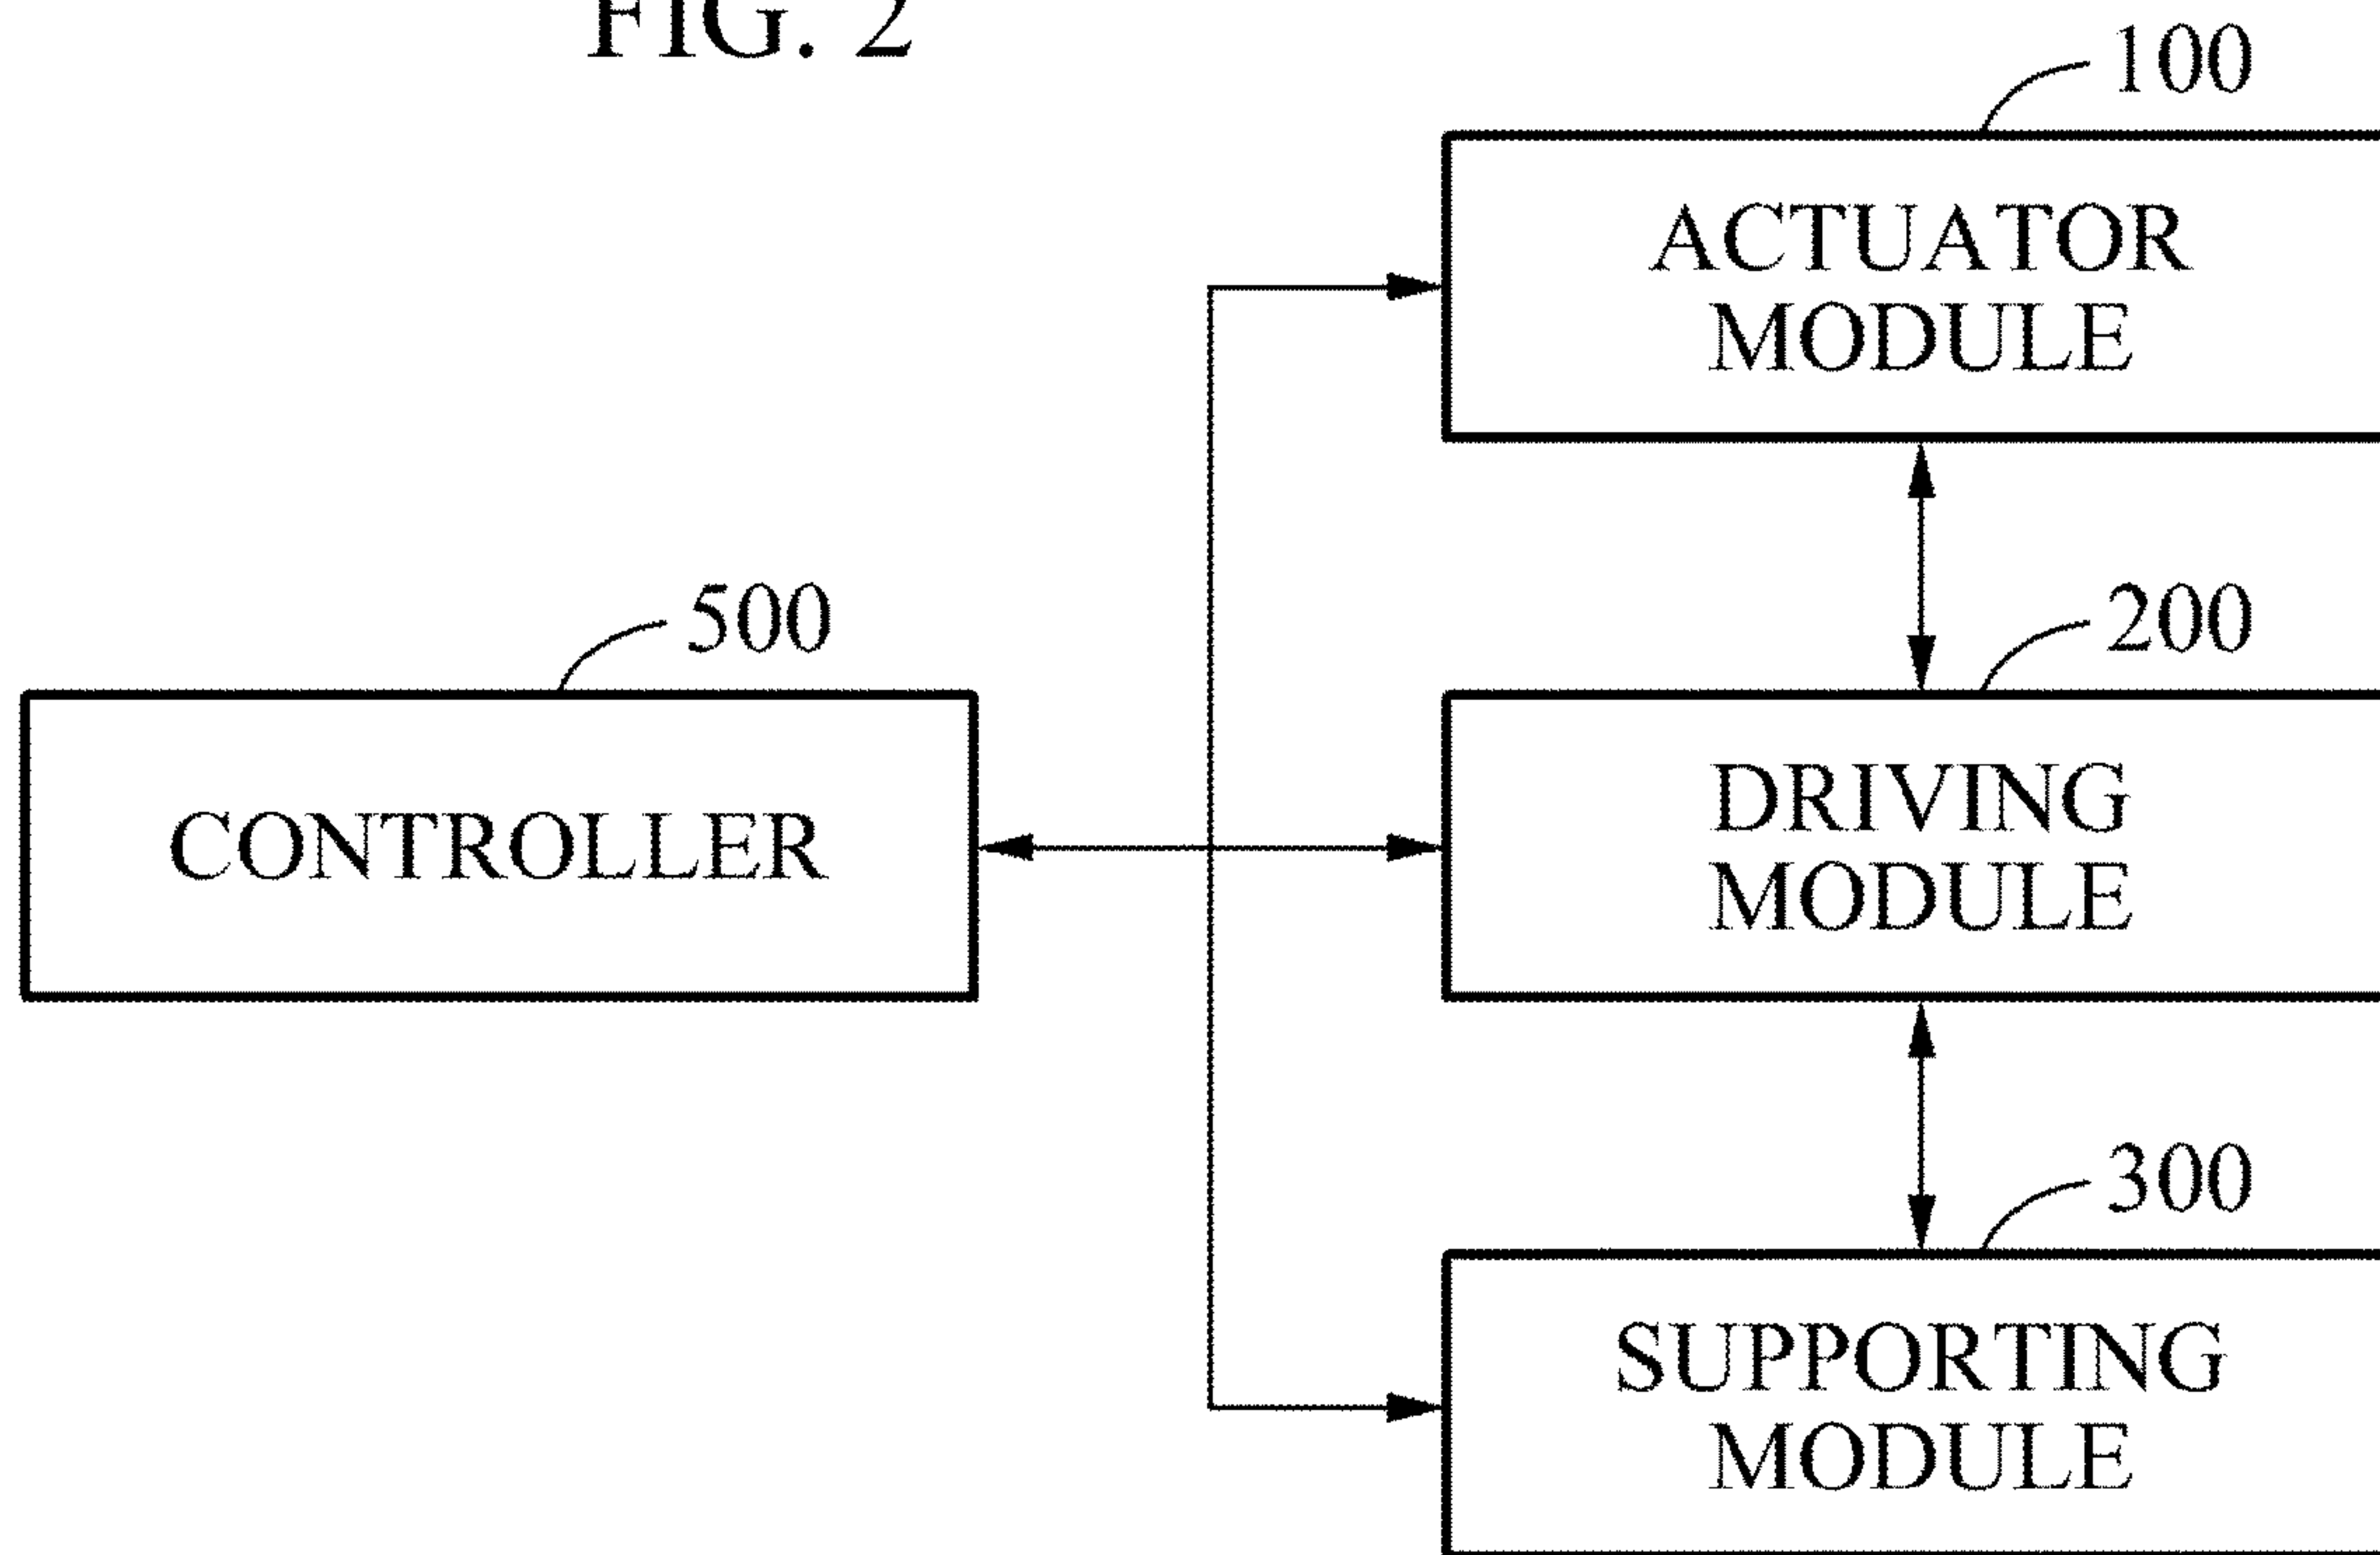 FIG. 2
100
ACTUATOR
MODULE
500
200
CONTROLLER
DRIVING
MODULE
300
SUPPORTING
MODULE